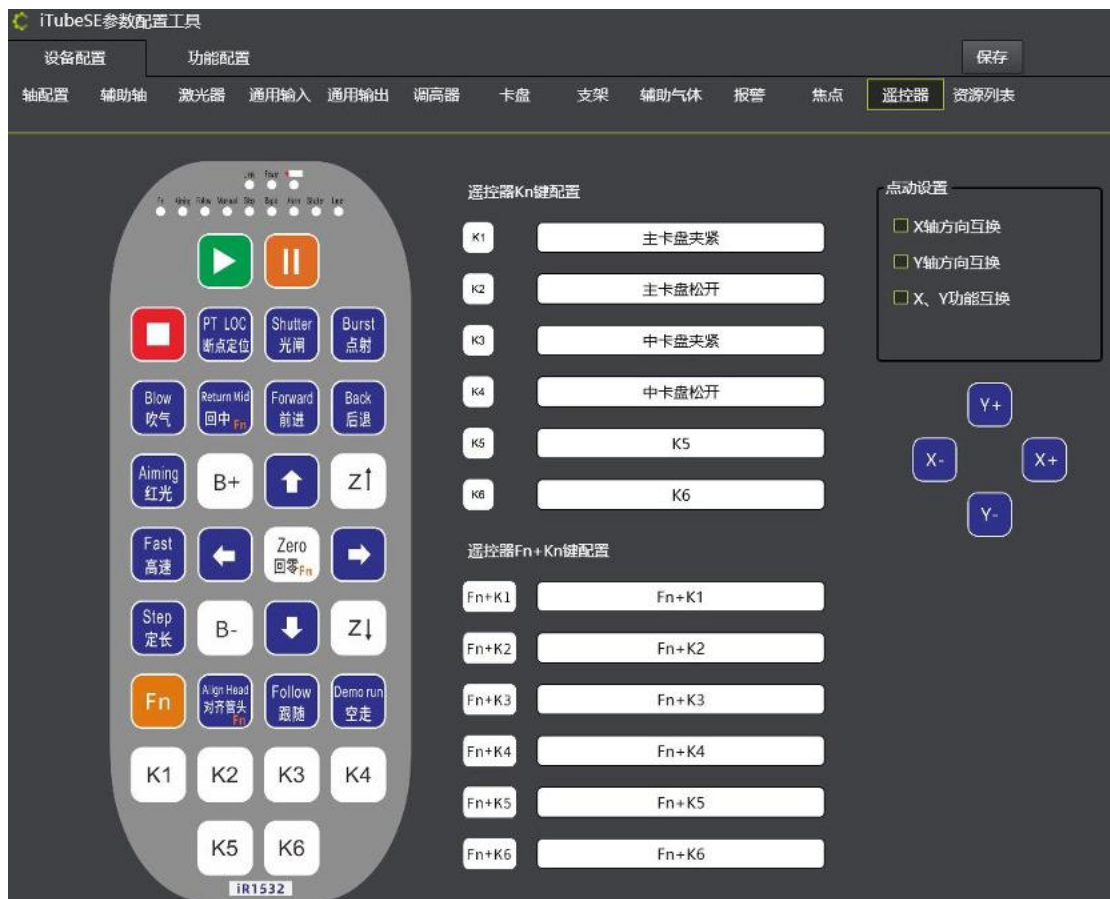 iTubeSE参数配置工具
设备配置 功能配置 保存
轴配置 辅助轴 激光器 通用输入 通用输出 调高器 卡盘 支架 辅助气体 报警 焦点 遥控器 资源列表
PT LOC
断点定位
Shutter
光闸
Burst
点射
Blow
吹气
Return Mid
回中 Fn
Forward
前进
Back
后退
Aiming
红光
B+
Z↑
Fast
高速
Zero
回零Fn
Step
定长
B-
Z↓
Fn
Align Head
对齐管头
Fn
Follow
跟随
Demo run
空走
K1 K2 K3 K4
K5 K6
iR1532
遥控器Kn键配置
K1 主卡盘夹紧
K2 主卡盘松开
K3 中卡盘夹紧
K4 中卡盘松开
K5 K5
K6 K6
遥控器Fn+Kn键配置
Fn+K1 Fn+K1
Fn+K2 Fn+K2
Fn+K3 Fn+K3
Fn+K4 Fn+K4
Fn+K5 Fn+K5
Fn+K6 Fn+K6
点动设置
X轴方向互换
Y轴方向互换
X、Y功能互换
Y+
X- X+
Y-